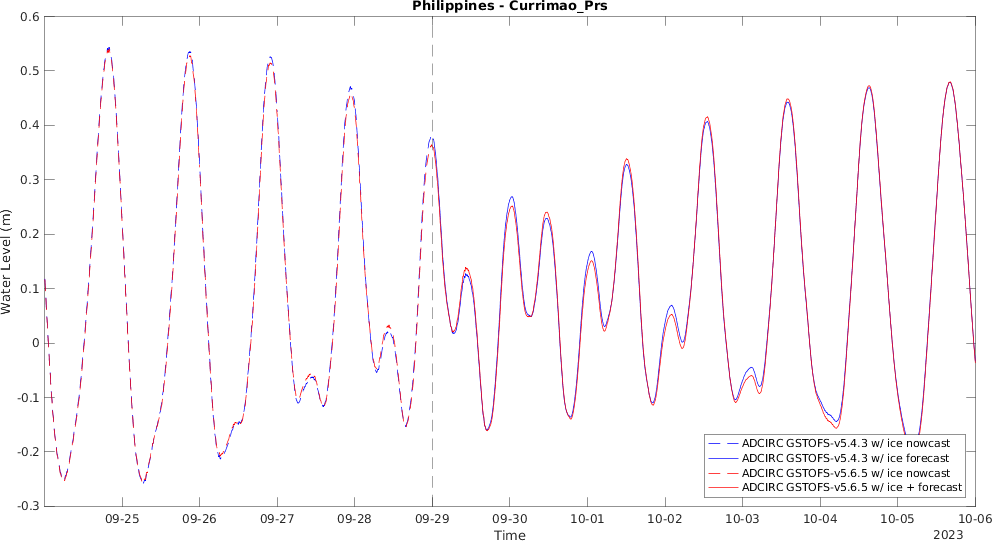 Philippines - Currimao_Prs
0.6
0.5
0.4
0.3
0.2
0.1
0
-0.1
-0.2
-0.3
Water Level (m)
09-25 09-26 09-27 09-28 09-29 09-30 10-01 10-02 10-03 10-04 10-05 10-06
Time
2023
ADCIRC GSTOFS-v5.4.3 w/ ice nowcast
ADCIRC GSTOFS-v5.4.3 w/ ice forecast
ADCIRC GSTOFS-v5.6.5 w/ ice nowcast
ADCIRC GSTOFS-v5.6.5 w/ ice + forecast